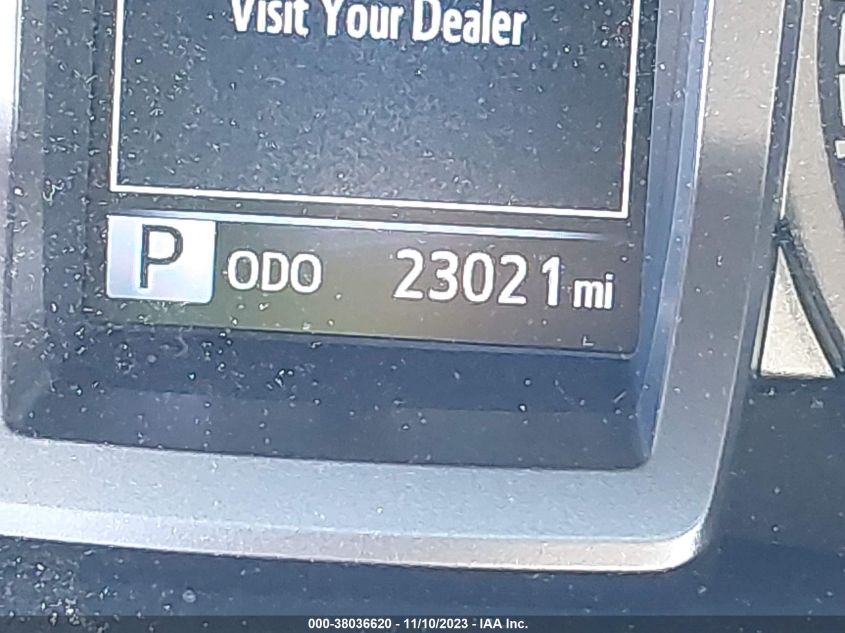 Visit Your Dealer
P ODO 23021 mi
000-38036620 - 11/10/2023 - IAA Inc.